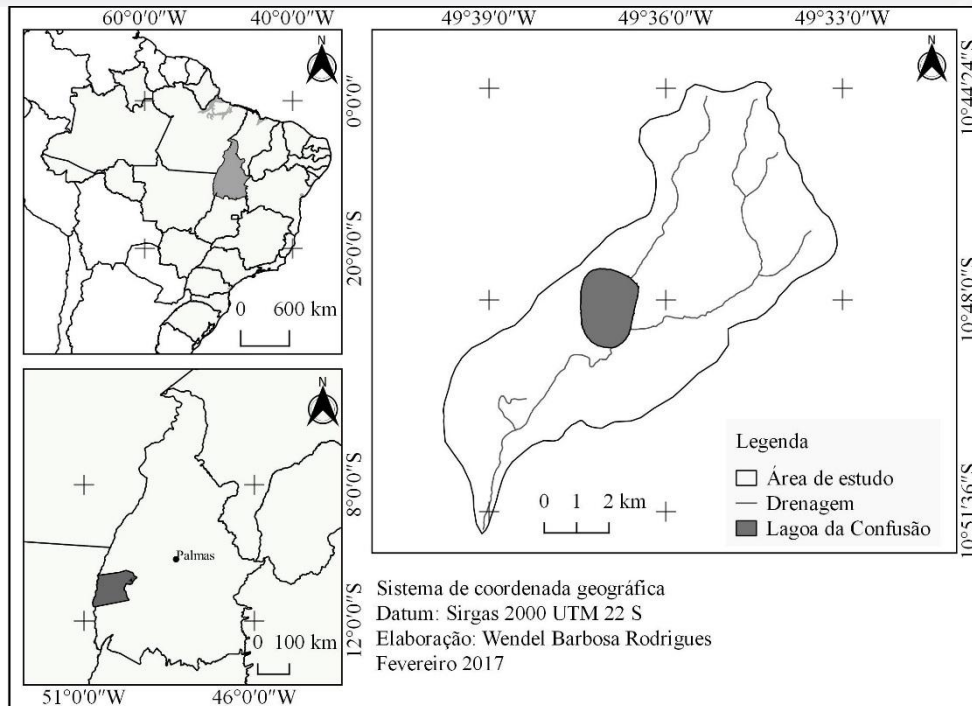 60°0'0"W 40°0'0"W
N
0°0'0"
20°0'0"S
0 600 km
N
8°0'0"S
Palmas
12°0'0"S
0 100 km
51°0'0"W 46°0'0"W
49°39'0"W 49°36'0"W 49°33'0"W
N
10°44'24"S
10°48'0"S
10°51'36"S
0 1 2 km
Legenda
Área de estudo
Drenagem
Lagoa da Confusão
Sistema de coordenada geográfica
Datum: Sirgas 2000 UTM 22 S
Elaboração: Wendel Barbosa Rodrigues
Fevereiro 2017